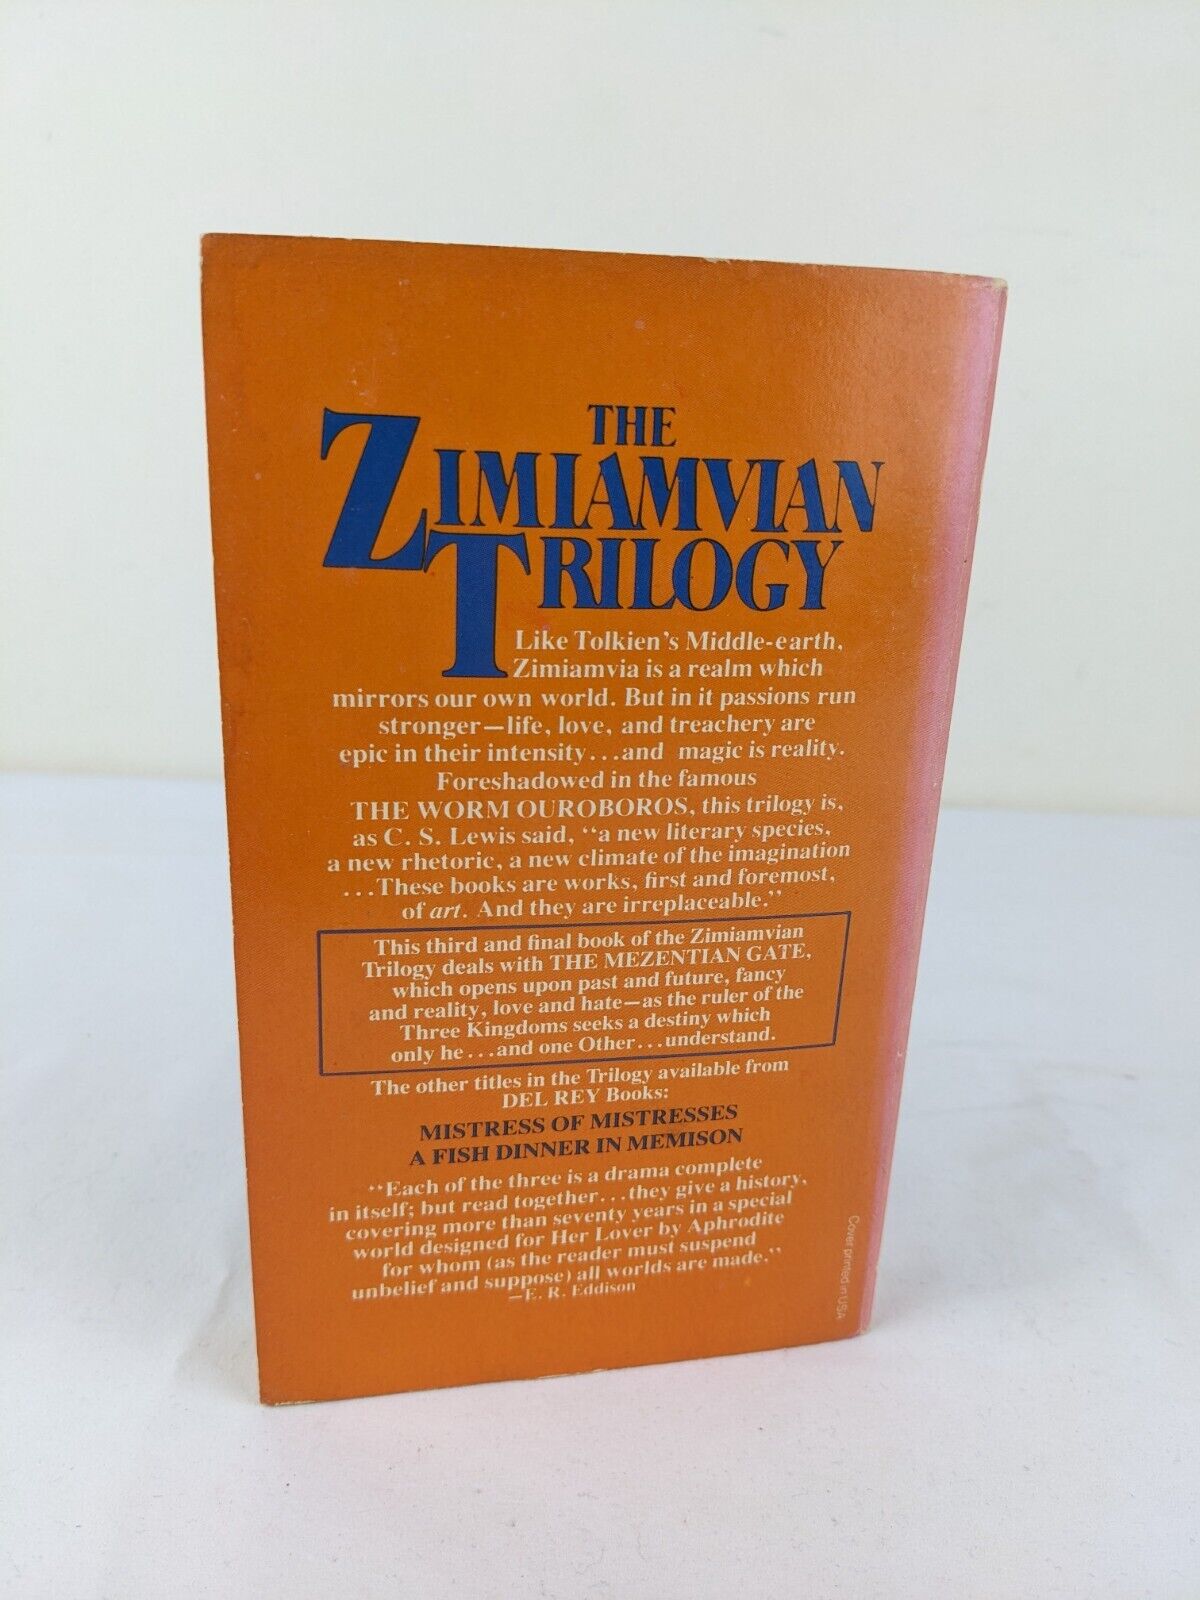 THE
ZIMIAMVIAN
TRILOGY
Like Tolkien's Middle-earth,
Zimiamvia is a realm which
mirrors our own world. But in it passions run
stronger—life, love, and treachery are
epic in their intensity...and magic is reality.
Foreshadowed in the famous
THE WORM OUROBOROS, this trilogy is,
as C. S. Lewis said, "a new literary species,
a new rhetoric, a new climate of the imagination
...These books are works, first and foremost,
of art. And they are irreplaceable."
This third and final book of the Zimiamvian
Trilogy deals with THE MEZENTIAN GATE,
which opens upon past and future, fancy
and reality, love and hate—as the ruler of the
Three Kingdoms seeks a destiny which
only he...and one Other...understand.
The other titles in the Trilogy available from
DEL REY Books:
MISTRESS OF MISTRESSES
A FISH DINNER IN MEMISON
"Each of the three is a drama complete
in itself; but read together...they give a history,
covering more than seventy years in a special
world designed for Her Lover by Aphrodite
for whom (as the reader must suspend
unbelief and suppose) all worlds are made."
—E. R. Eddison
Cover printed in USA